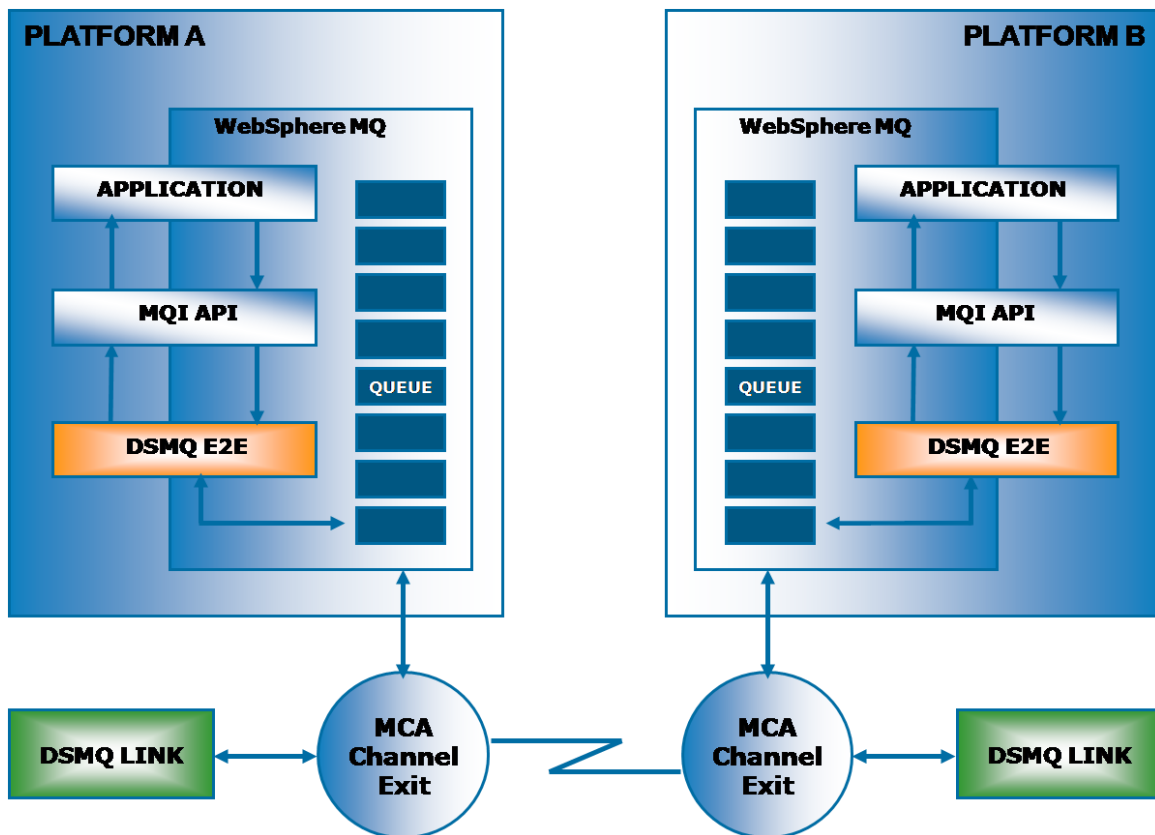 PLATFORM A
WebSphere MQ
APPLICATION
MQI API
QUEUE
DSMQ E2E
PLATFORM B
WebSphere MQ
APPLICATION
MQI API
QUEUE
DSMQ E2E
DSMQ LINK
MCA
Channel
Exit
MCA
Channel
Exit
DSMQ LINK